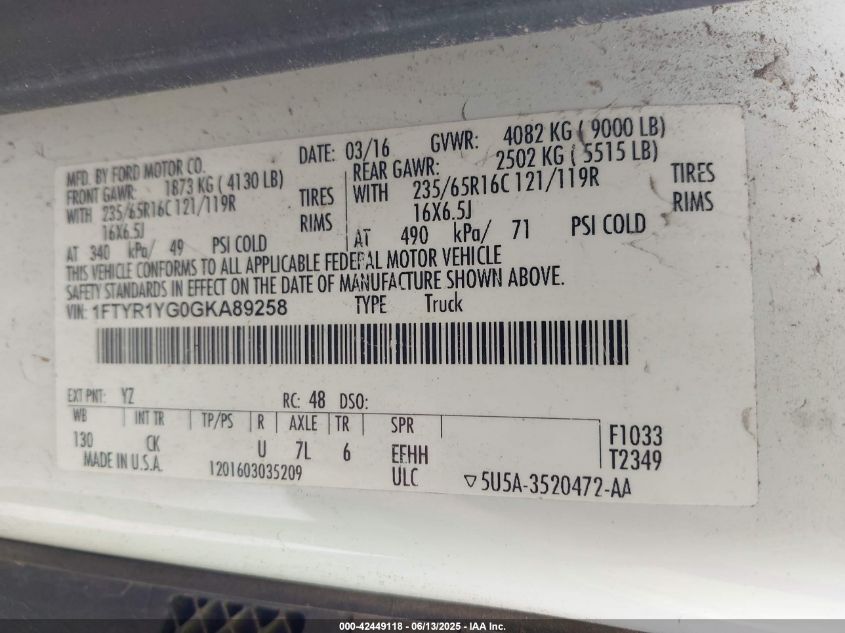 MFD. BY FORD MOTOR CO.
DATE: 03/16 GVWR: 4082 KG ( 9000 LB)
FRONT GAWR: 1873 KG ( 4130 LB)
REAR GAWR: 2502 KG ( 5515 LB)
WITH 235/65R16C 121/119R TIRES
WITH 235/65R16C 121/119R TIRES
16X6.5J RIMS
16X6.5J RIMS
AT 340 kPa/ 49 PSI COLD
AT 490 kPa/ 71 PSI COLD
THIS VEHICLE CONFORMS TO ALL APPLICABLE FEDERAL MOTOR VEHICLE
SAFETY STANDARDS IN EFFECT ON THE DATE OF MANUFACTURE SHOWN ABOVE.
VIN: 1FTYR1YG0GKA89258 TYPE Truck
EXT PNT: YZ RC: 48 DSO:
WB INT TR TP/PS R AXLE TR SPR
130 CK U 7L 6 EFHH F1033
MADE IN U.S.A. 1201603035209 ULC T2349
▽5U5A-3520472-AA
000-42449118 - 06/13/2025 - IAA Inc.